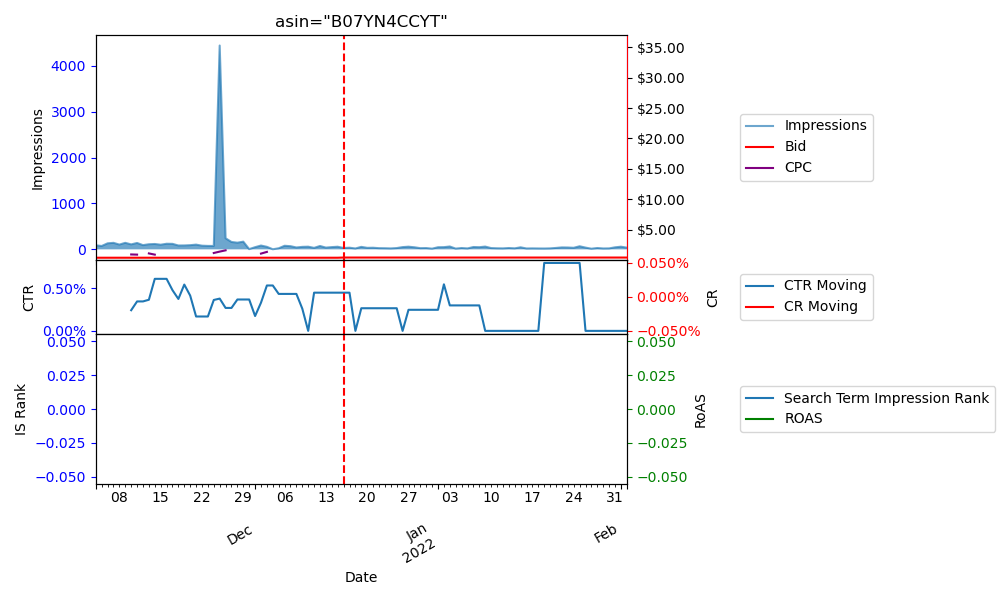 asin="B07YN4CCYT"
Impressions
4000
3000
2000
1000
0
$35.00
$30.00
$25.00
$20.00
$15.00
$10.00
$5.00
Impressions
Bid
CPC
CTR
0.50%
0.00%
0.050%
0.000%
−0.050%
CR
CTR Moving
CR Moving
IS Rank
0.050
0.025
0.000
−0.025
−0.050
0.050
0.025
0.000
−0.025
−0.050
RoAS
Search Term Impression Rank
ROAS
08 15 22 29 06 13 20 27 03 10 17 24 31
Dec Jan Feb
2022
Date